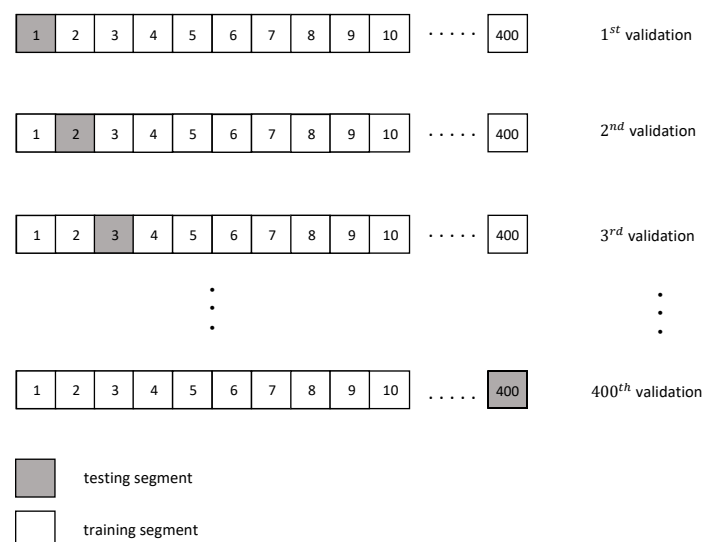 1 2 3 4 5 6 7 8 9 10 ..... 400 1st validation
1 2 3 4 5 6 7 8 9 10 ..... 400 2nd validation
1 2 3 4 5 6 7 8 9 10 ..... 400 3rd validation
1 2 3 4 5 6 7 8 9 10 ..... 400 400th validation
testing segment
training segment